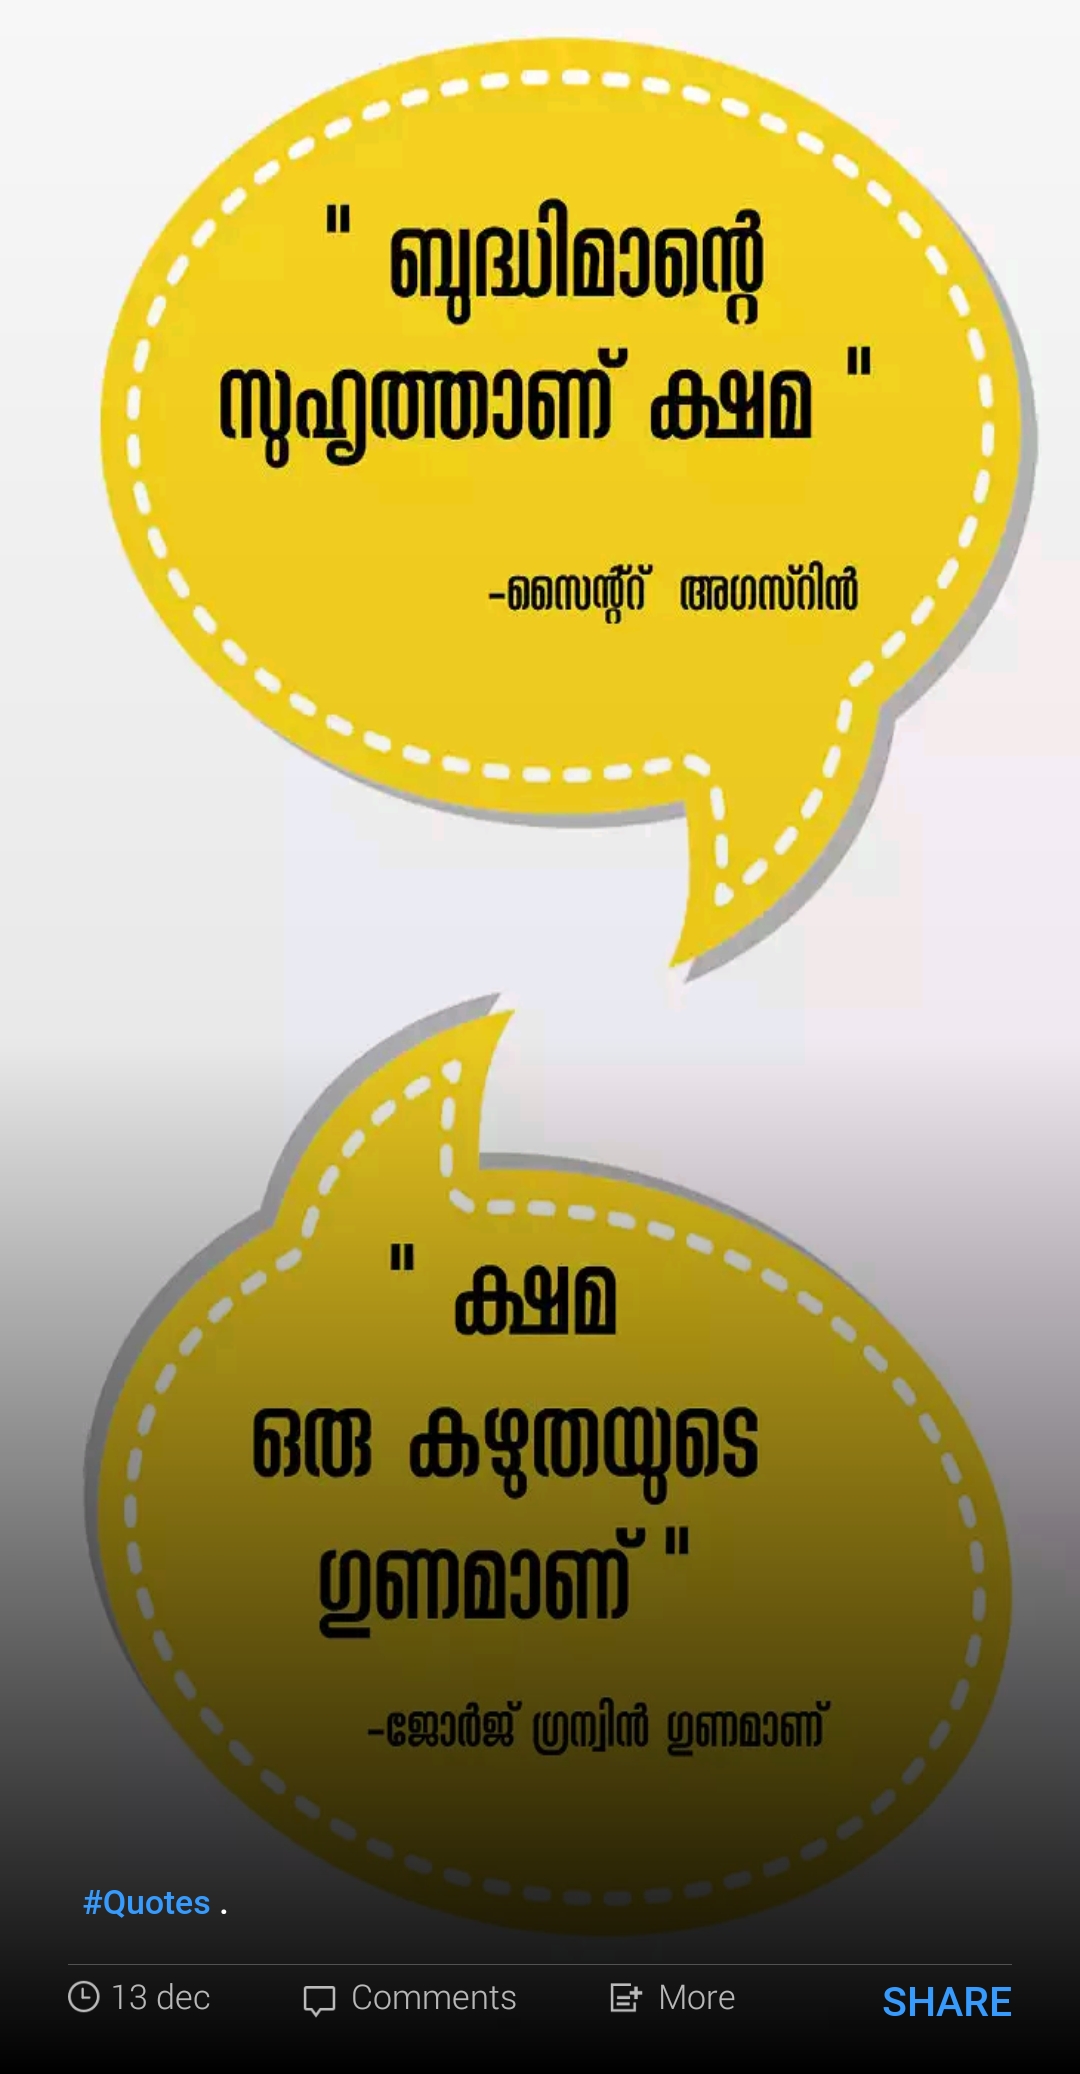 " ബുദ്ധിമാന്റെ
സുഹൃത്താണ് ക്ഷമ "
-സൈന്റ്റ് അഗസ്റിൻ
" ക്ഷമ
ഒരു കഴുതയുടെ
ഗുണമാണ് "
-ജോർജ് ഗ്രന്വിൻ ഗുണമാണ്
#Quotes .
13 dec Comments More SHARE